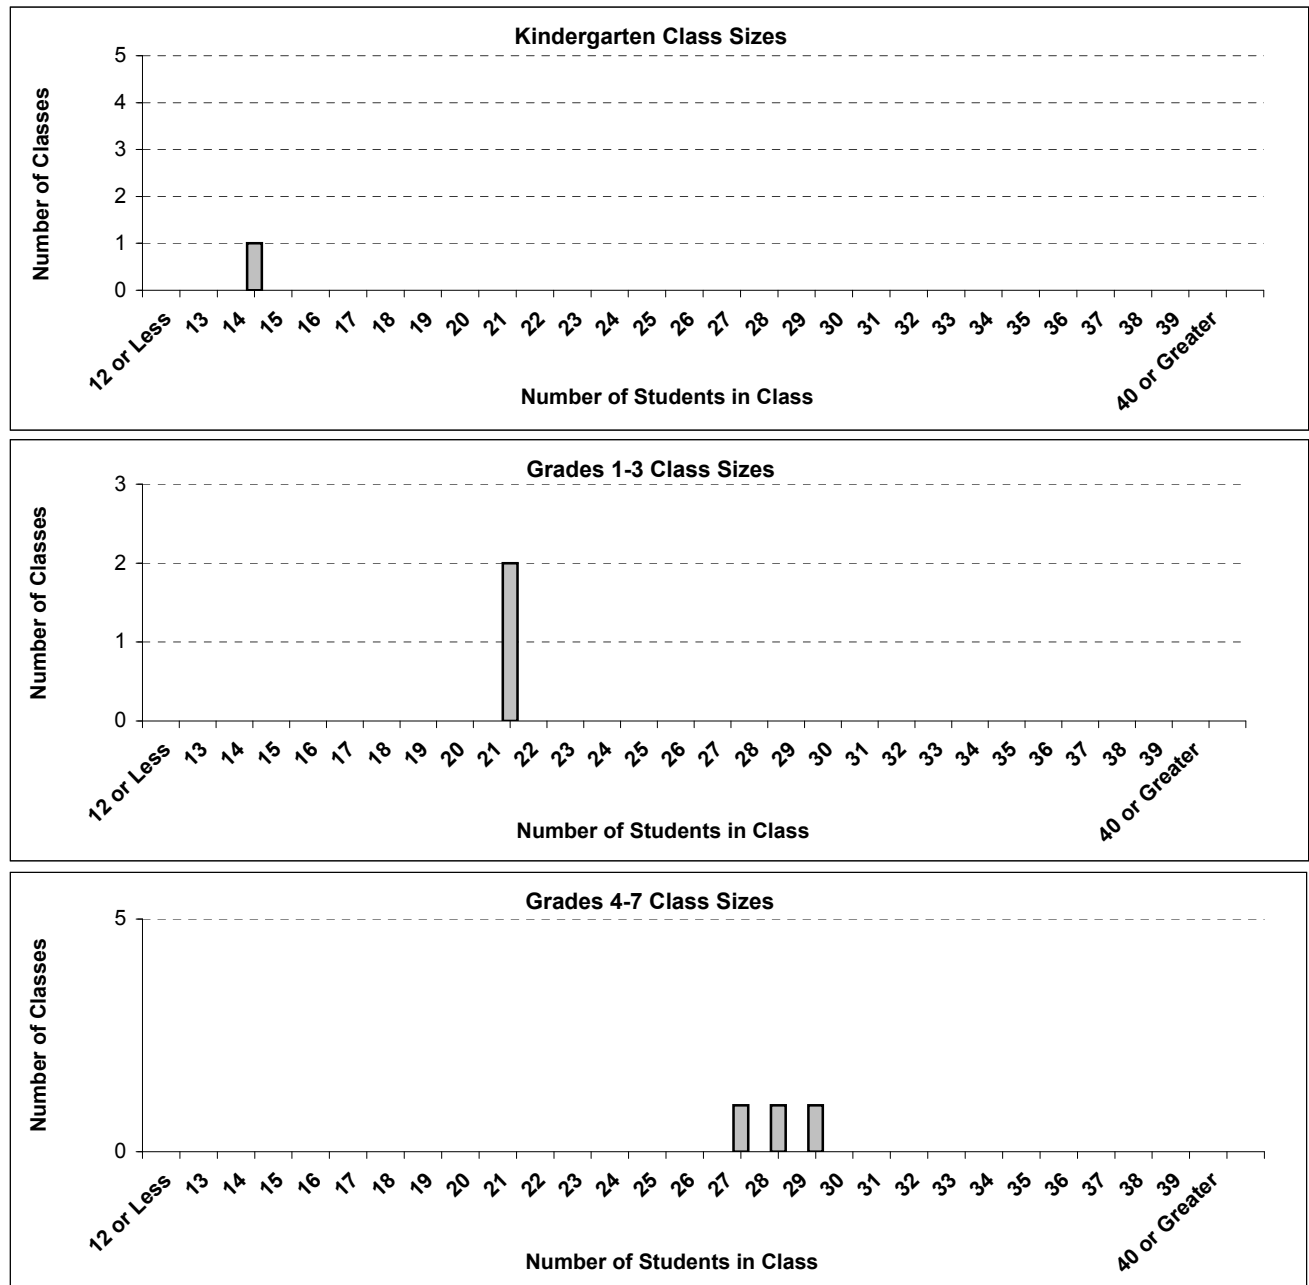 Kindergarten Class Sizes
5
4
3
2
1
0
Number of Classes
12 or Less 13 14 15 16 17 18 19 20 21 22 23 24 25 26 27 28 29 30 31 32 33 34 35 36 37 38 39 40 or Greater
Number of Students in Class
Grades 1-3 Class Sizes
3
2
1
0
Number of Classes
12 or Less 13 14 15 16 17 18 19 20 21 22 23 24 25 26 27 28 29 30 31 32 33 34 35 36 37 38 39 40 or Greater
Number of Students in Class
Grades 4-7 Class Sizes
5
0
Number of Classes
12 or Less 13 14 15 16 17 18 19 20 21 22 23 24 25 26 27 28 29 30 31 32 33 34 35 36 37 38 39 40 or Greater
Number of Students in Class